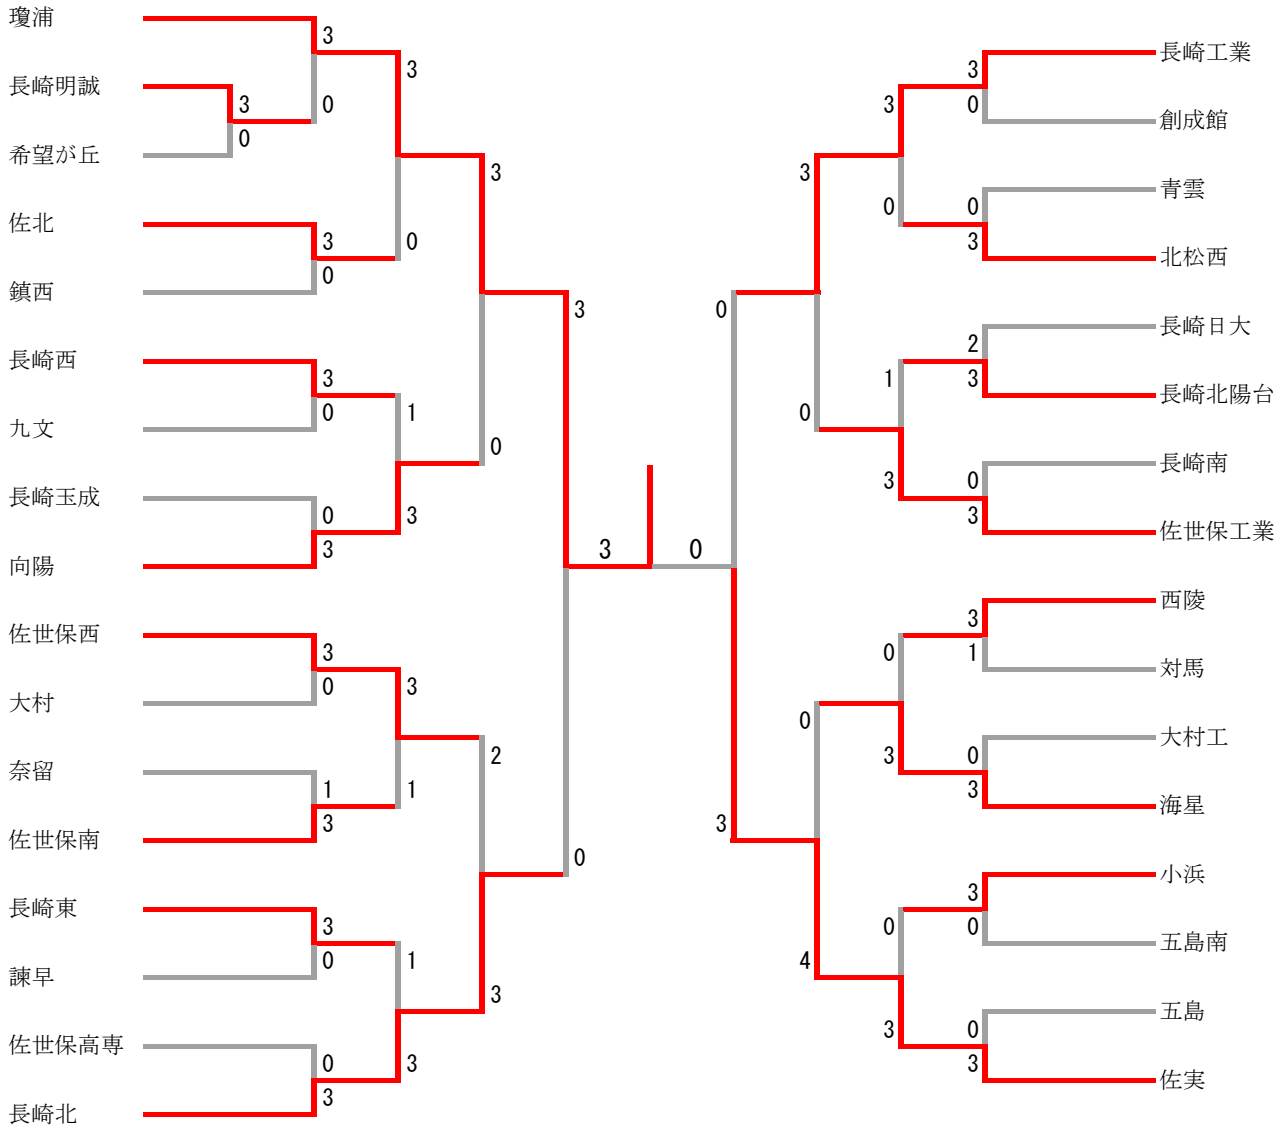 瓊浦
3
3
長崎明誠
3
0
0
希望が丘
3
佐北
3
0
0
鎮西
3
長崎西
3
0
1
九文
0
長崎玉成
0
3
3
向陽
3
0
佐世保西
3
0
3
大村
2
奈留
1
3
1
佐世保南
0
長崎東
3
0
1
諫早
3
佐世保高専
0
3
3
長崎北
長崎工業
3
0
3
創成館
3
青雲
0
3
0
北松西
0
長崎日大
2
3
1
長崎北陽台
0
長崎南
0
3
3
佐世保工業
西陵
3
1
0
対馬
0
大村工
0
3
3
海星
3
小浜
3
0
0
五島南
4
五島
0
3
3
佐実